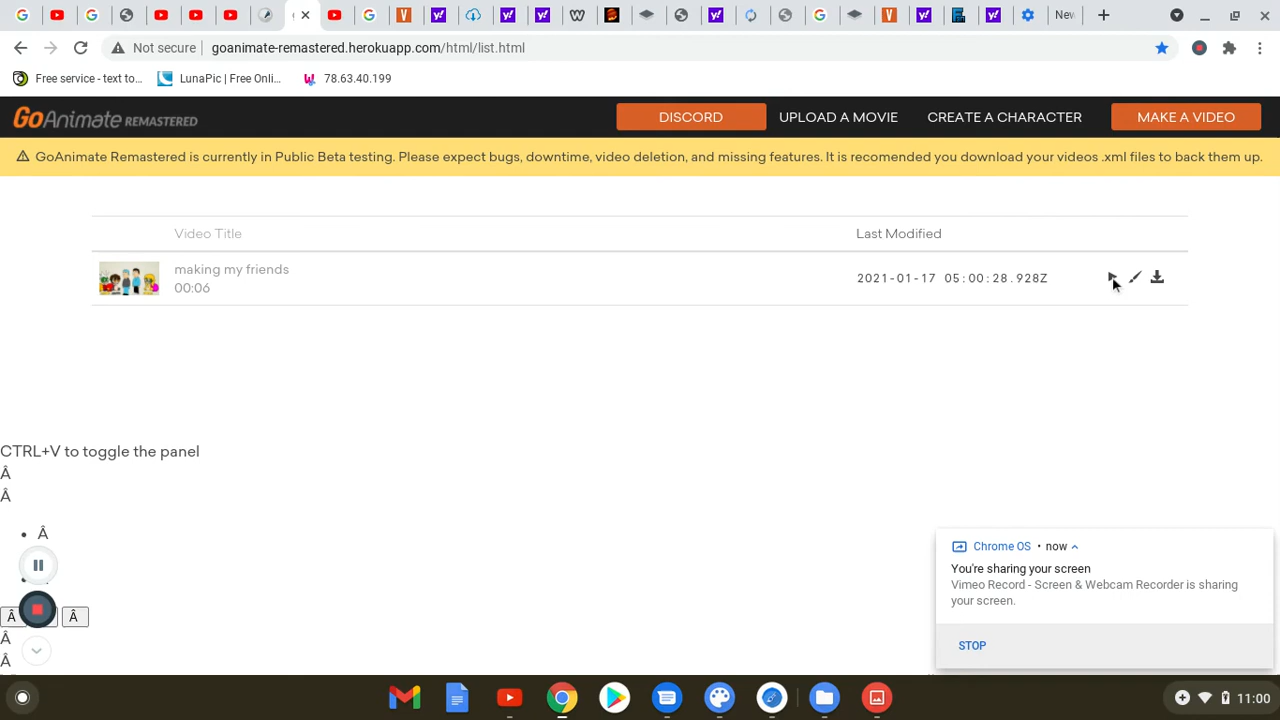 New
Not secure
goanimate-remastered.herokuapp.com/html/list.html
Free service - text to...
LunaPic | Free Onli...
78.63.40.199
GoAnimate REMASTERED
DISCORD
UPLOAD A MOVIE
CREATE A CHARACTER
MAKE A VIDEO
⚠ GoAnimate Remastered is currently in Public Beta testing. Please expect bugs, downtime, video deletion, and missing features. It is recomended you download your videos .xml files to back them up.
Video Title
Last Modified
making my friends
00:06
2021-01-17 05:00:28.928Z
CTRL+V to toggle the panel
Â
Â
• Â
Â
Â
Â
Â
Chrome OS • now
You're sharing your screen
Vimeo Record - Screen & Webcam Recorder is sharing
your screen.
STOP
11:00